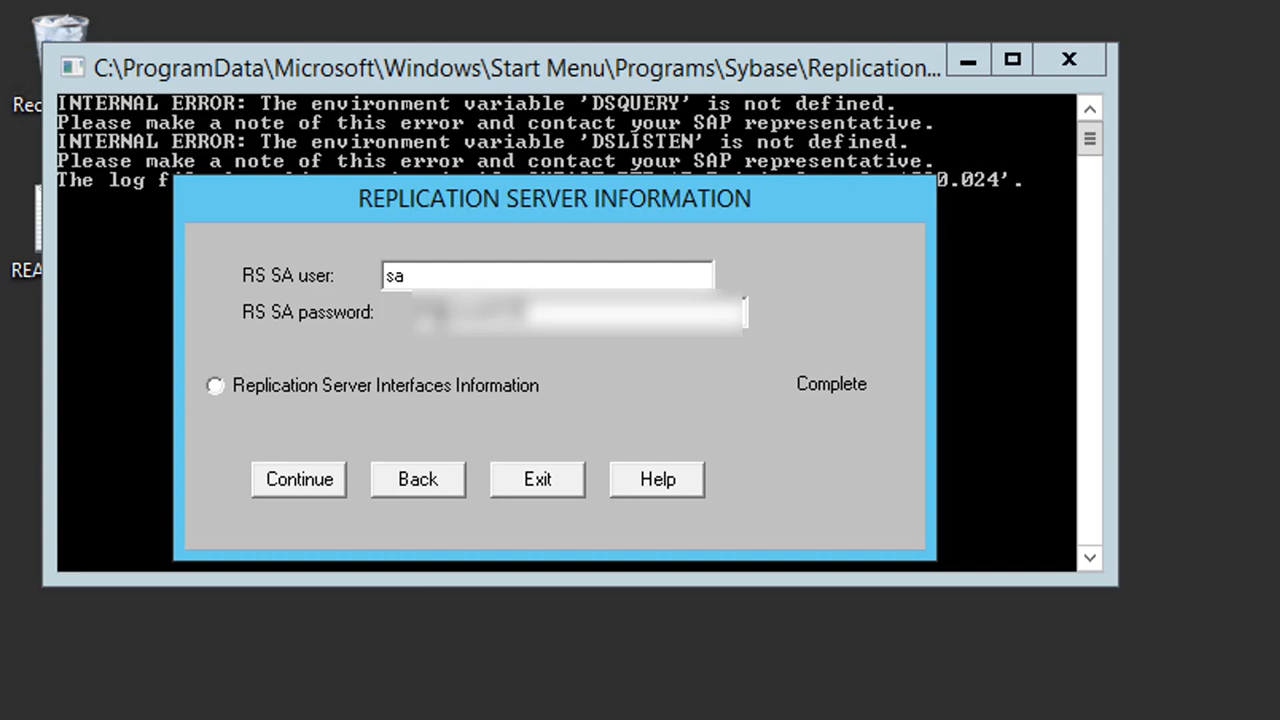 Rec
C:\ProgramData\Microsoft\Windows\Start Menu\Programs\Sybase\Replication...
INTERNAL ERROR: The environment variable 'DSQUERY' is not defined.
Please make a note of this error and contact your SAP representative.
INTERNAL ERROR: The environment variable 'DSLISTEN' is not defined.
Please make a note of this error and contact your SAP representative.
The log f 0.024'.
REA
REPLICATION SERVER INFORMATION
RS SA user: sa
RS SA password:
Replication Server Interfaces Information Complete
Continue Back Exit Help